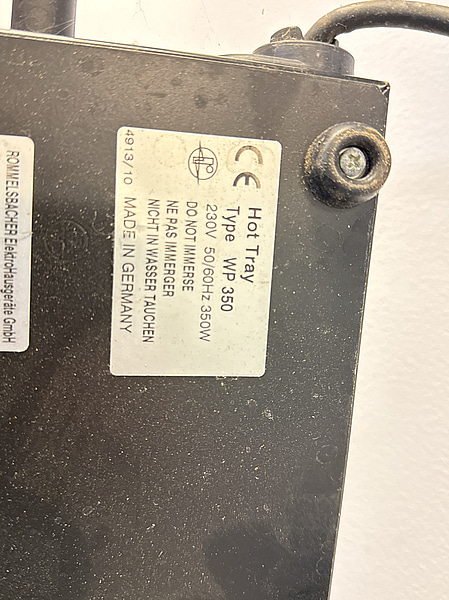 Hot Tray
Type WP 350
230V 50/60Hz 350W
DO NOT IMMERSE
NE PAS IMMERGER
NICHT IN WASSER TAUCHEN
4913/10 MADE IN GERMANY
ROMMELSBACHER ElektroHausgeräte GmbH